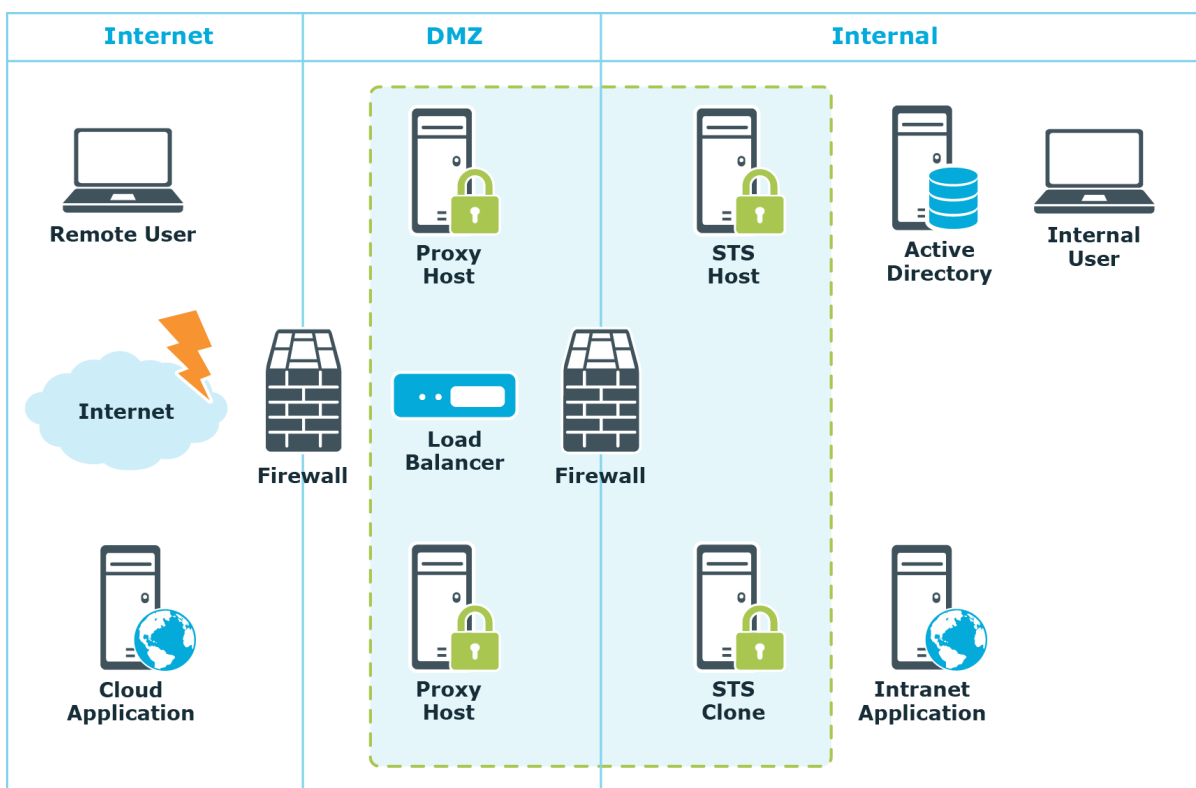 Internet
DMZ
Internal
Remote User
Proxy
Host
STS
Host
Active
Directory
Internal
User
Internet
Firewall
Load
Balancer
Firewall
Cloud
Application
Proxy
Host
STS
Clone
Intranet
Application